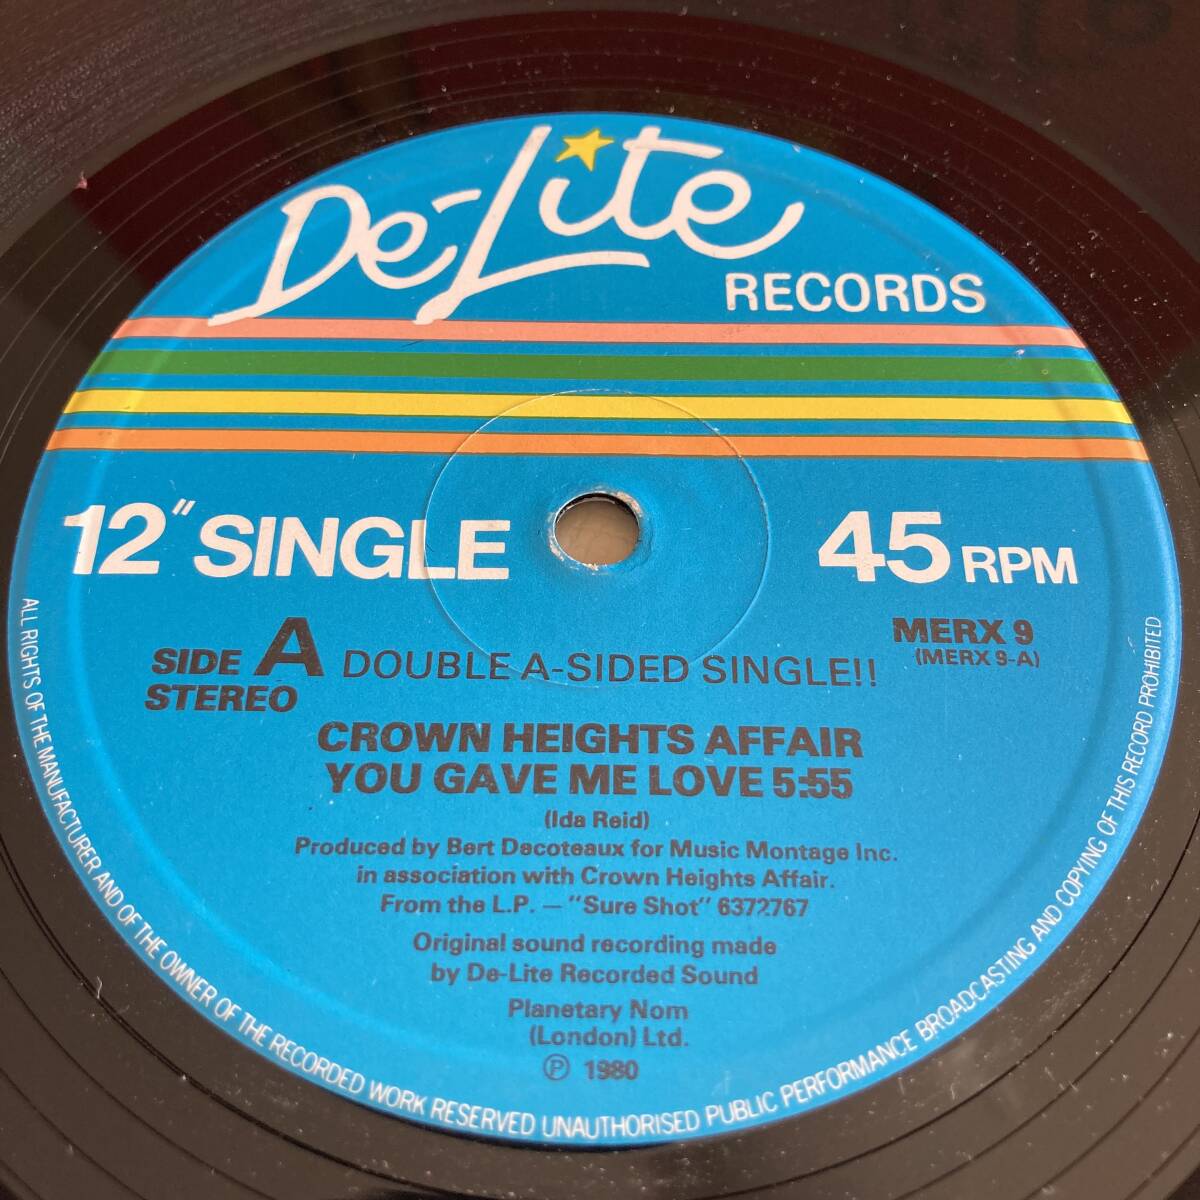 De-Lite
RECORDS
12" SINGLE
45 RPM
SIDE A
STEREO
DOUBLE A-SIDED SINGLE!!
MERX 9
(MERX 9-A)
CROWN HEIGHTS AFFAIR
YOU GAVE ME LOVE 5:55
(Ida Reid)
Produced by Bert Decoteaux for Music Montage Inc.
in association with Crown Heights Affair.
From the L.P. — "Sure Shot" 6372767
Original sound recording made
by De-Lite Recorded Sound
Planetary Nom
(London) Ltd.
Ⓟ 1980
ALL RIGHTS OF THE MANUFACTURER AND OF THE OWNER OF THE RECORDED WORK RESERVED UNAUTHORISED PUBLIC PERFORMANCE BROADCASTING AND COPYING OF THIS RECORD PROHIBITED